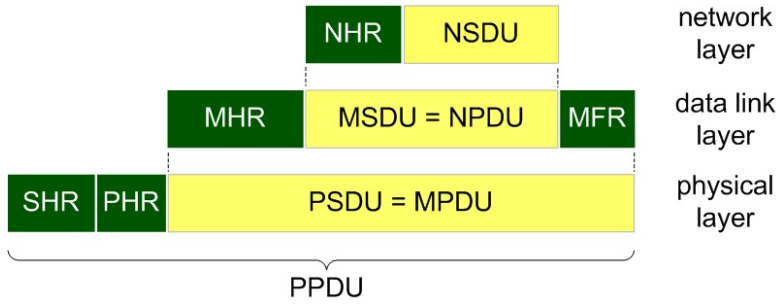 NHR NSDU network
layer
MHR MSDU = NPDU MFR data link
layer
SHR PHR PSDU = MPDU physical
layer
PPDU